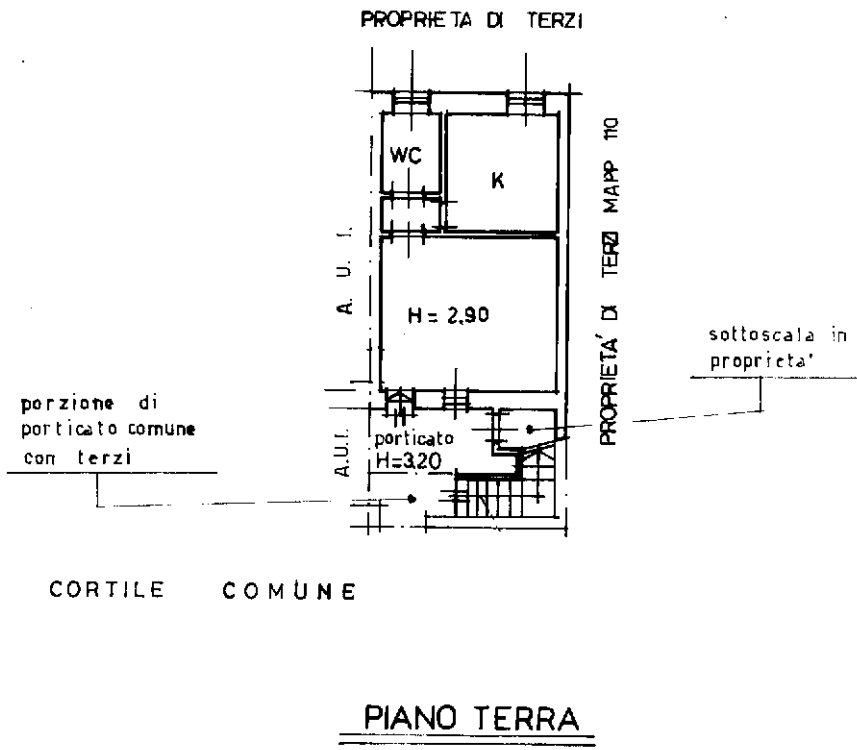 PROPRIETA DI TERZI
WC
K
PROPRIETA' DI TERZI MAPP 110
A. U. I.
H = 2,90
sottoscala in
proprieta'
porzione di
porticato comune
con terzi
A.U.I.
porticato
H=3,20
CORTILE COMUNE
PIANO TERRA